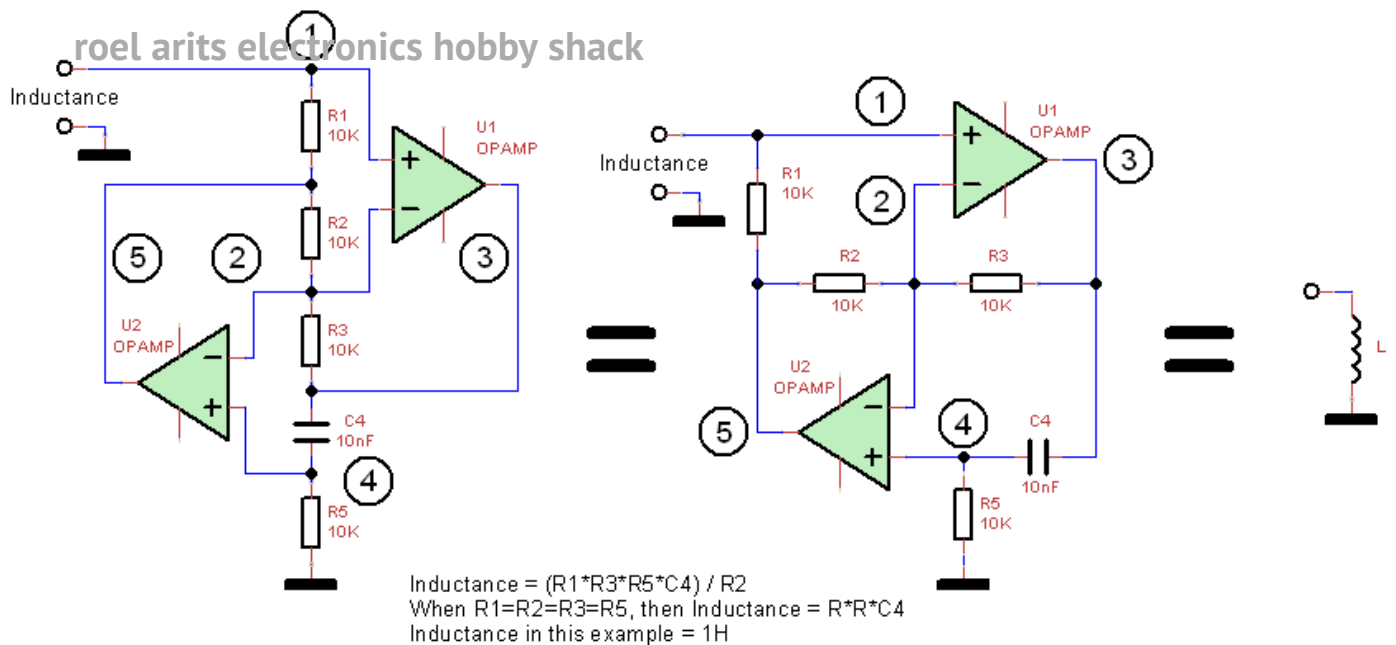 roel arits electronics hobby shack
1
Inductance
R1
10K
U1
OPAMP
+
−
R2
10K
5
2
3
U2
OPAMP
−
+
R3
10K
C4
10nF
4
R5
10K
=
Inductance
1
U1
OPAMP
+
−
3
R1
10K
2
R2
10K
R3
10K
U2
OPAMP
−
+
5
4
C4
10nF
R5
10K
=
L
Inductance = (R1*R3*R5*C4) / R2
When R1=R2=R3=R5, then Inductance = R*R*C4
Inductance in this example = 1H